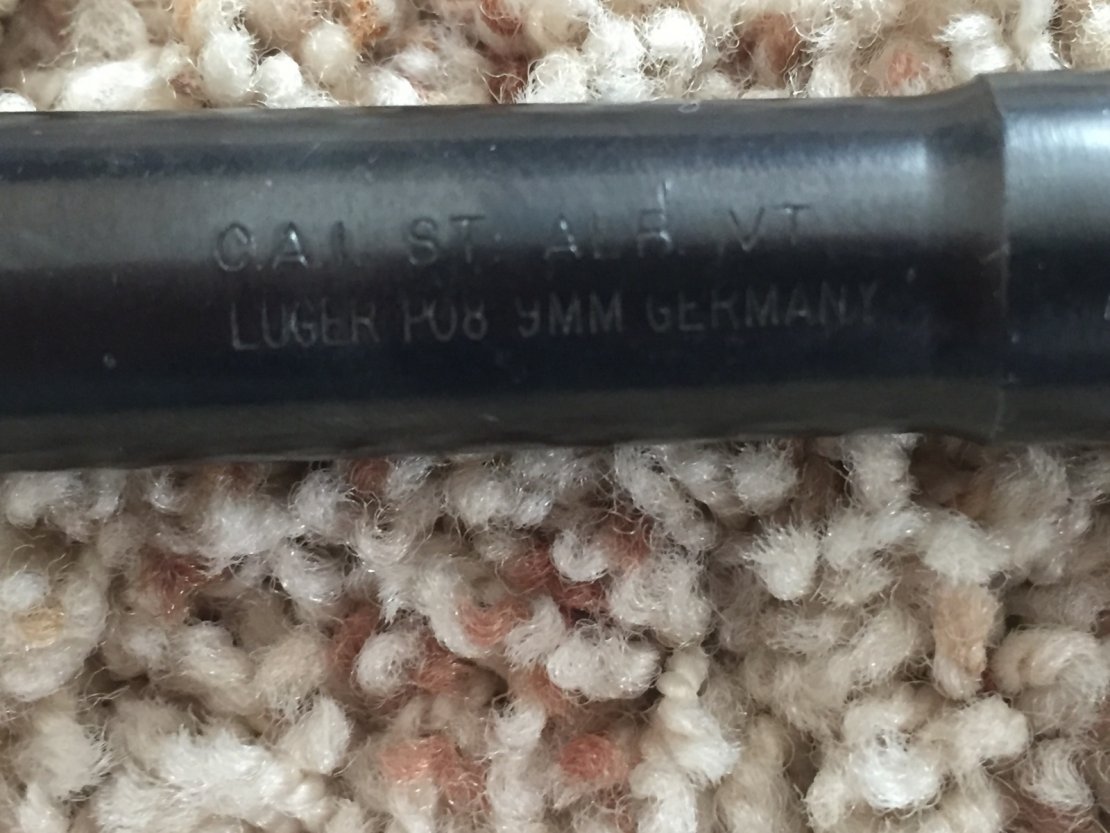 C.A.I. ST. ALB. VT
LUGER P08 9MM GERMANY